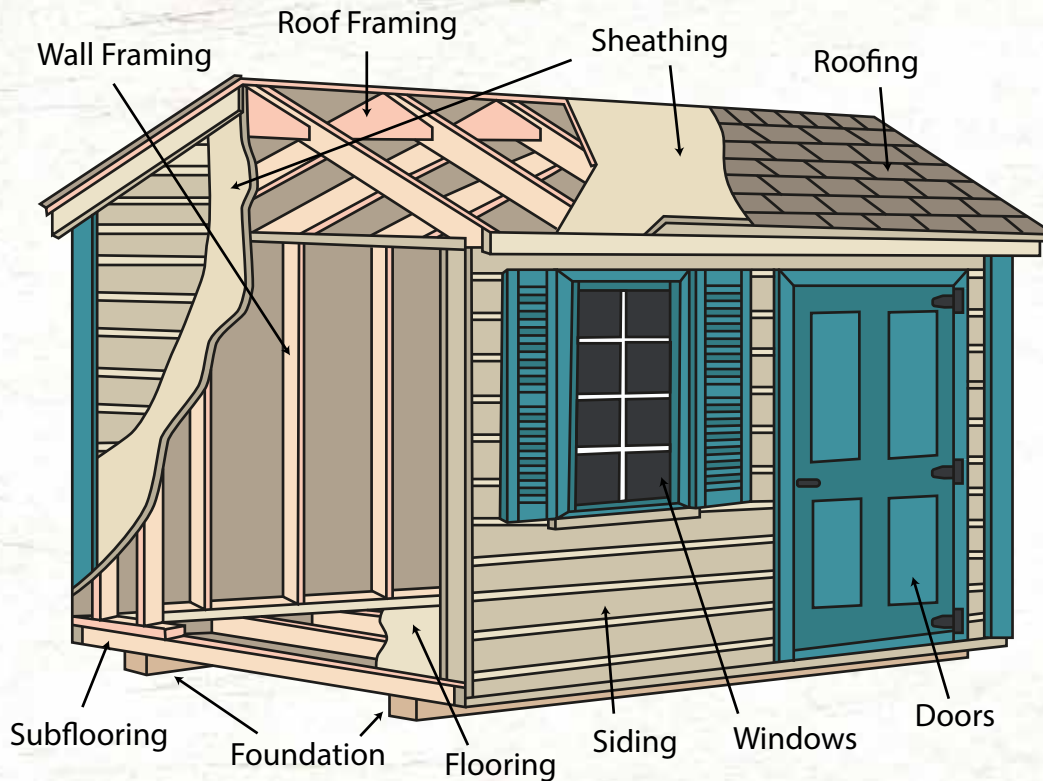 Roof Framing
Sheathing
Wall Framing
Roofing
Subflooring
Foundation
Flooring
Siding
Windows
Doors